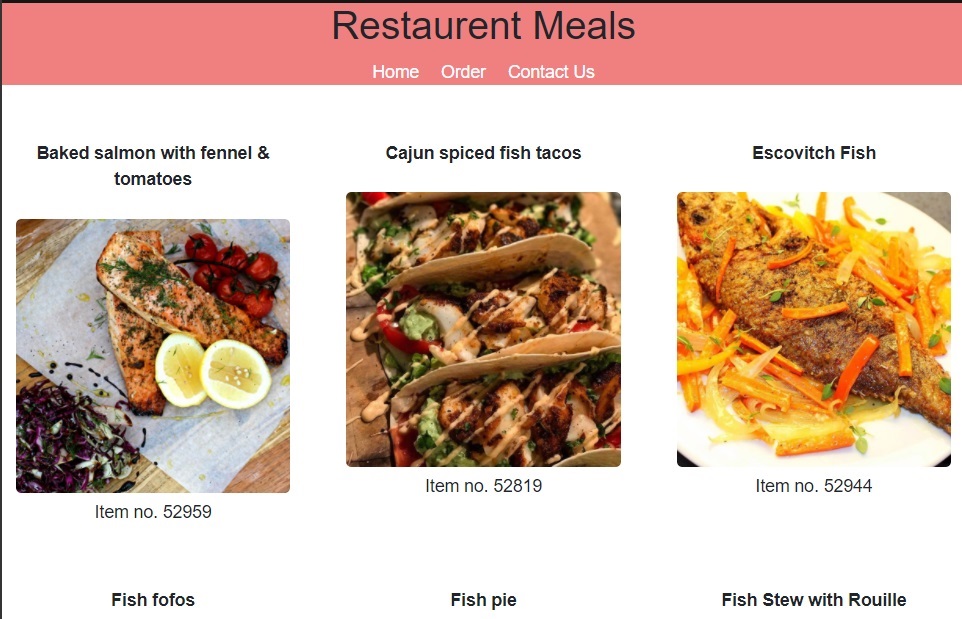 Restaurent Meals
Home Order Contact Us
Baked salmon with fennel &
tomatoes
Cajun spiced fish tacos
Escovitch Fish
Item no. 52959
Item no. 52819
Item no. 52944
Fish fofos
Fish pie
Fish Stew with Rouille